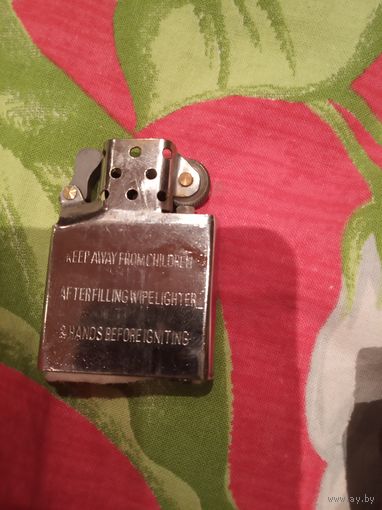 KEEP AWAY FROM CHILDREN
AFTER FILLING WIPE LIGHTER
& HANDS BEFORE IGNITING
www.ay.by